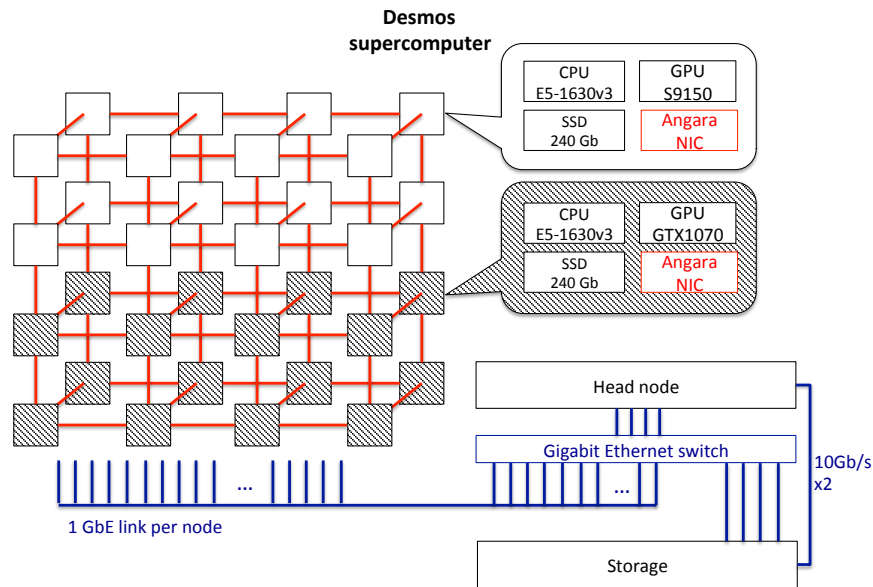 Desmos
supercomputer
CPU
E5-1630v3
GPU
S9150
SSD
240 Gb
Angara
NIC
CPU
E5-1630v3
GPU
GTX1070
SSD
240 Gb
Angara
NIC
Head node
Gigabit Ethernet switch
10Gb/s
x2
...
...
1 GbE link per node
Storage